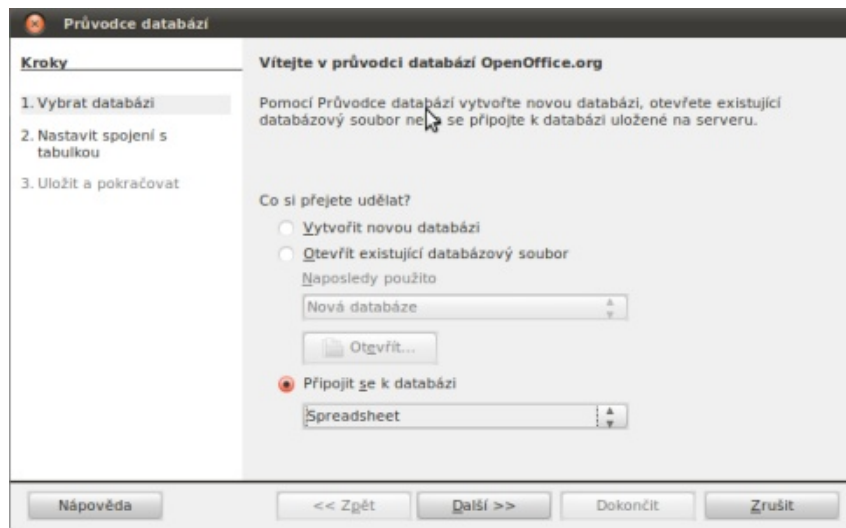 Průvodce databází
Kroky
1. Vybrat databázi
2. Nastavit spojení s
tabulkou
3. Uložit a pokračovat
Vítejte v průvodci databází OpenOffice.org
Pomocí Průvodce databází vytvořte novou databázi, otevřete existující
databázový soubor se připojte k databázi uložené na serveru.
Co si přejete udělat?
Vytvořit novou databázi
Otevřít existující databázový soubor
Naposledy použito
Nová databáze
Otevřít...
Připojit se k databázi
Spreadsheet
Nápověda
<< Zpět
Další >>
Dokončit
Zrušit